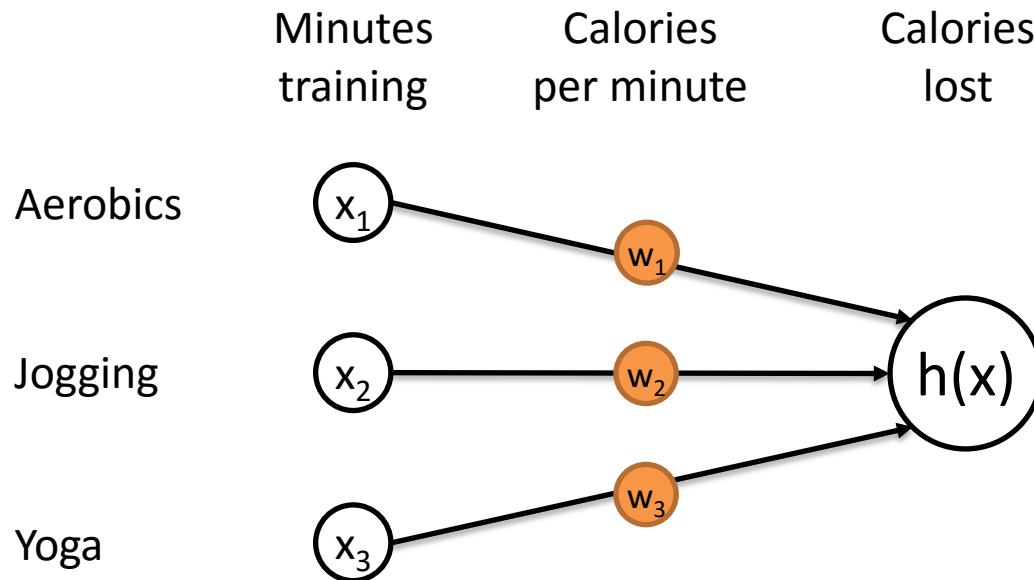 Minutes
training
Calories
per minute
Calories
lost
Aerobics
x₁
w₁
Jogging
x₂
w₂
h(x)
Yoga
x₃
w₃